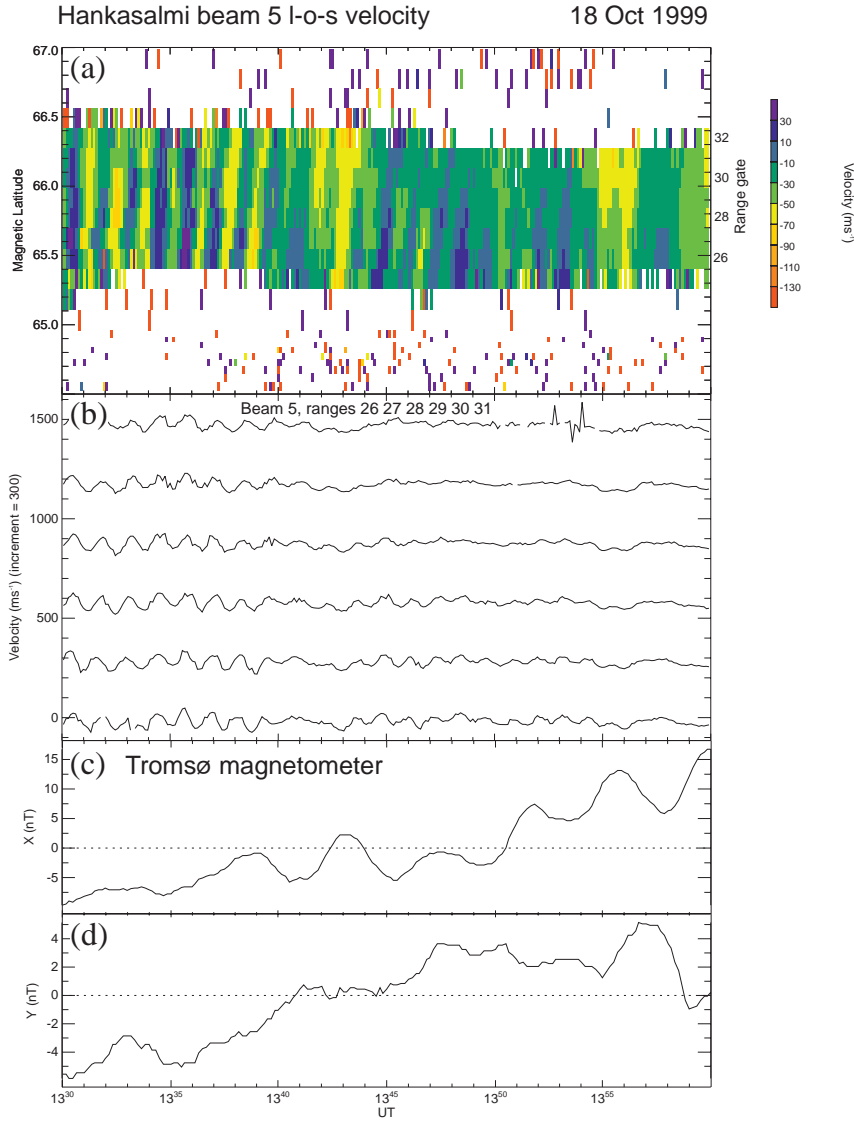 Hankasalmi beam 5 l-o-s velocity 18 Oct 1999
(a)
67.0
66.5
66.0
65.5
65.0
Magnetic Latitude
32
30
28
26
Range gate
30
10
-10
-30
-50
-70
-90
-110
-130
Velocity (ms⁻¹)
(b)
Beam 5, ranges 26 27 28 29 30 31
1500
1000
500
0
Velocity (ms⁻¹) (increment = 300)
(c) Tromsø magnetometer
15
10
5
0
-5
X (nT)
(d)
4
2
0
-2
-4
Y (nT)
13³⁰ 13³⁵ 13⁴⁰ 13⁴⁵ 13⁵⁰ 13⁵⁵
UT